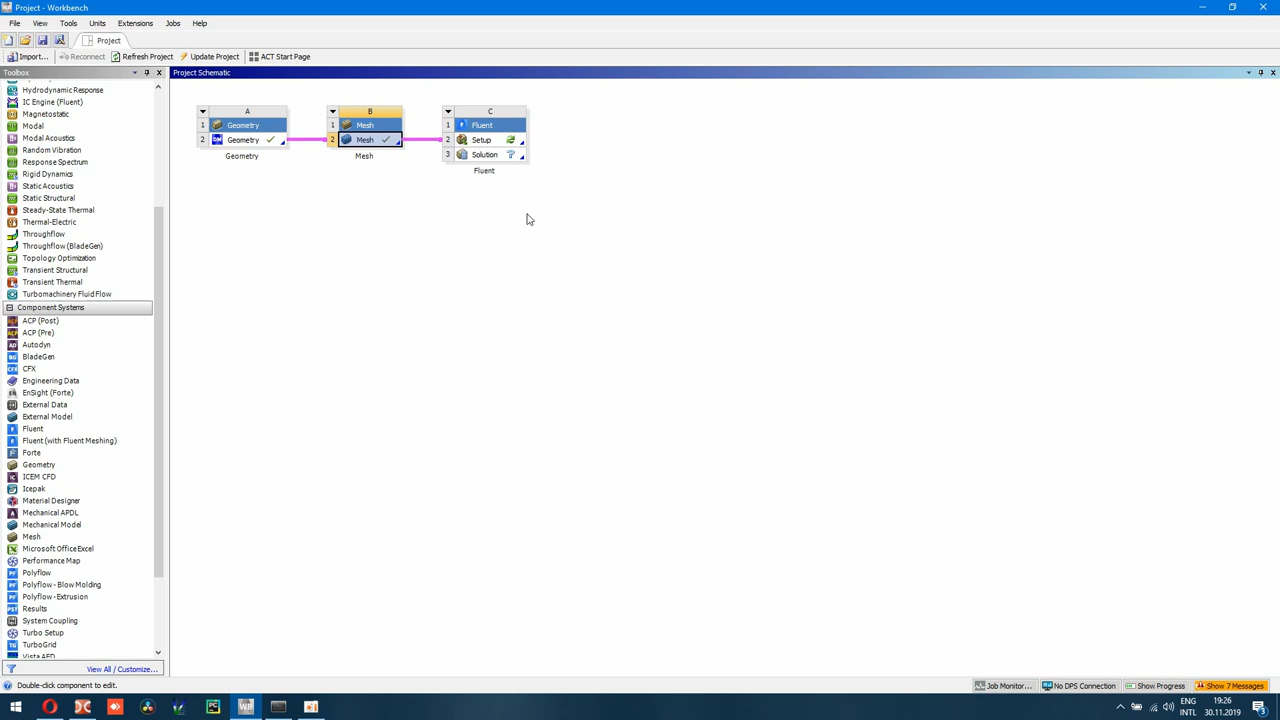 Project - Workbench
File View Tools Units Extensions Jobs Help
Project
Import... Reconnect Refresh Project Update Project ACT Start Page
Toolbox
Project Schematic
Hydrodynamic Response
IC Engine (Fluent)
Magnetostatic
Modal
Modal Acoustics
Random Vibration
Response Spectrum
Rigid Dynamics
Static Acoustics
Static Structural
Steady-State Thermal
Thermal-Electric
Throughflow
Throughflow (BladeGen)
Topology Optimization
Transient Structural
Transient Thermal
Turbomachinery Fluid Flow
Component Systems
ACP (Post)
ACP (Pre)
Autodyn
BladeGen
CFX
Engineering Data
EnSight (Forte)
External Data
External Model
Fluent
Fluent (with Fluent Meshing)
Forte
Geometry
ICEM CFD
Icepak
Material Designer
Mechanical APDL
Mechanical Model
Mesh
Microsoft Office Excel
Performance Map
Polyflow
Polyflow - Blow Molding
Polyflow - Extrusion
Results
System Coupling
Turbo Setup
TurboGrid
Vista AFD
View All / Customize...
A
1 Geometry
2 DM Geometry
Geometry
B
1 Mesh
2 Mesh
Mesh
C
1 Fluent
2 Setup
3 Solution
Fluent
Double-click component to edit.
Job Monitor... No DPS Connection Show Progress Show 7 Messages
ENG
INTL
19:26
30.11.2019
3